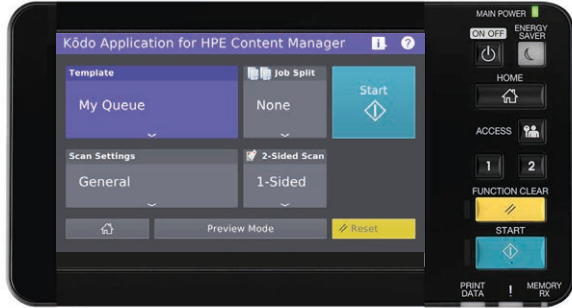 MAIN POWER
Kōdo Application for HPE Content Manager
i
?
ON OFF
ENERGY
SAVER
Template
Job Split
Start
My Queue
None
HOME
ACCESS
Scan Settings
2-Sided Scan
General
1-Sided
1
2
FUNCTION CLEAR
Preview Mode
Reset
START
PRINT
DATA
!
MEMORY
RX